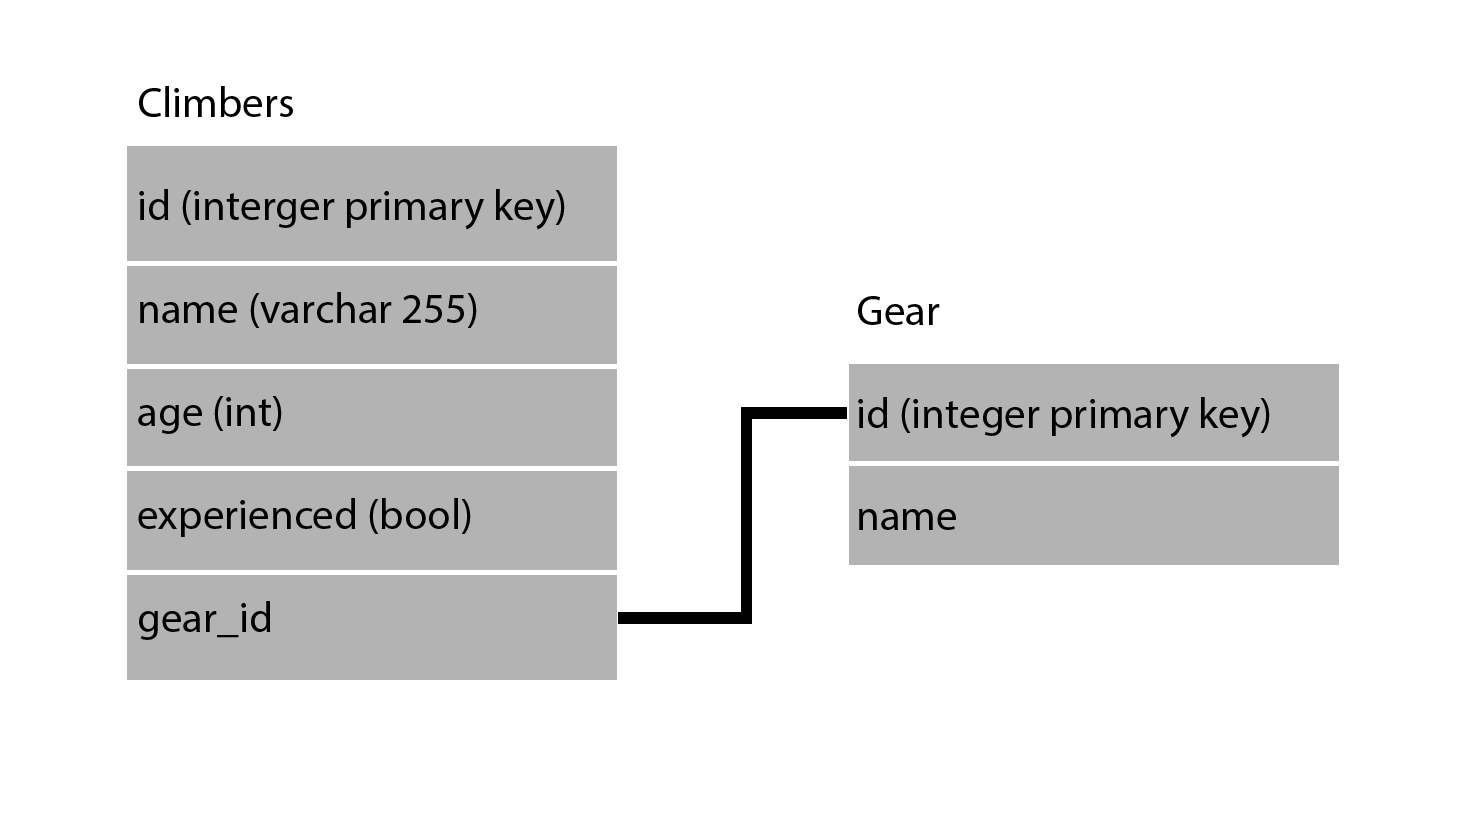 Climbers
id (interger primary key)
name (varchar 255)
age (int)
experienced (bool)
gear_id
Gear
id (integer primary key)
name